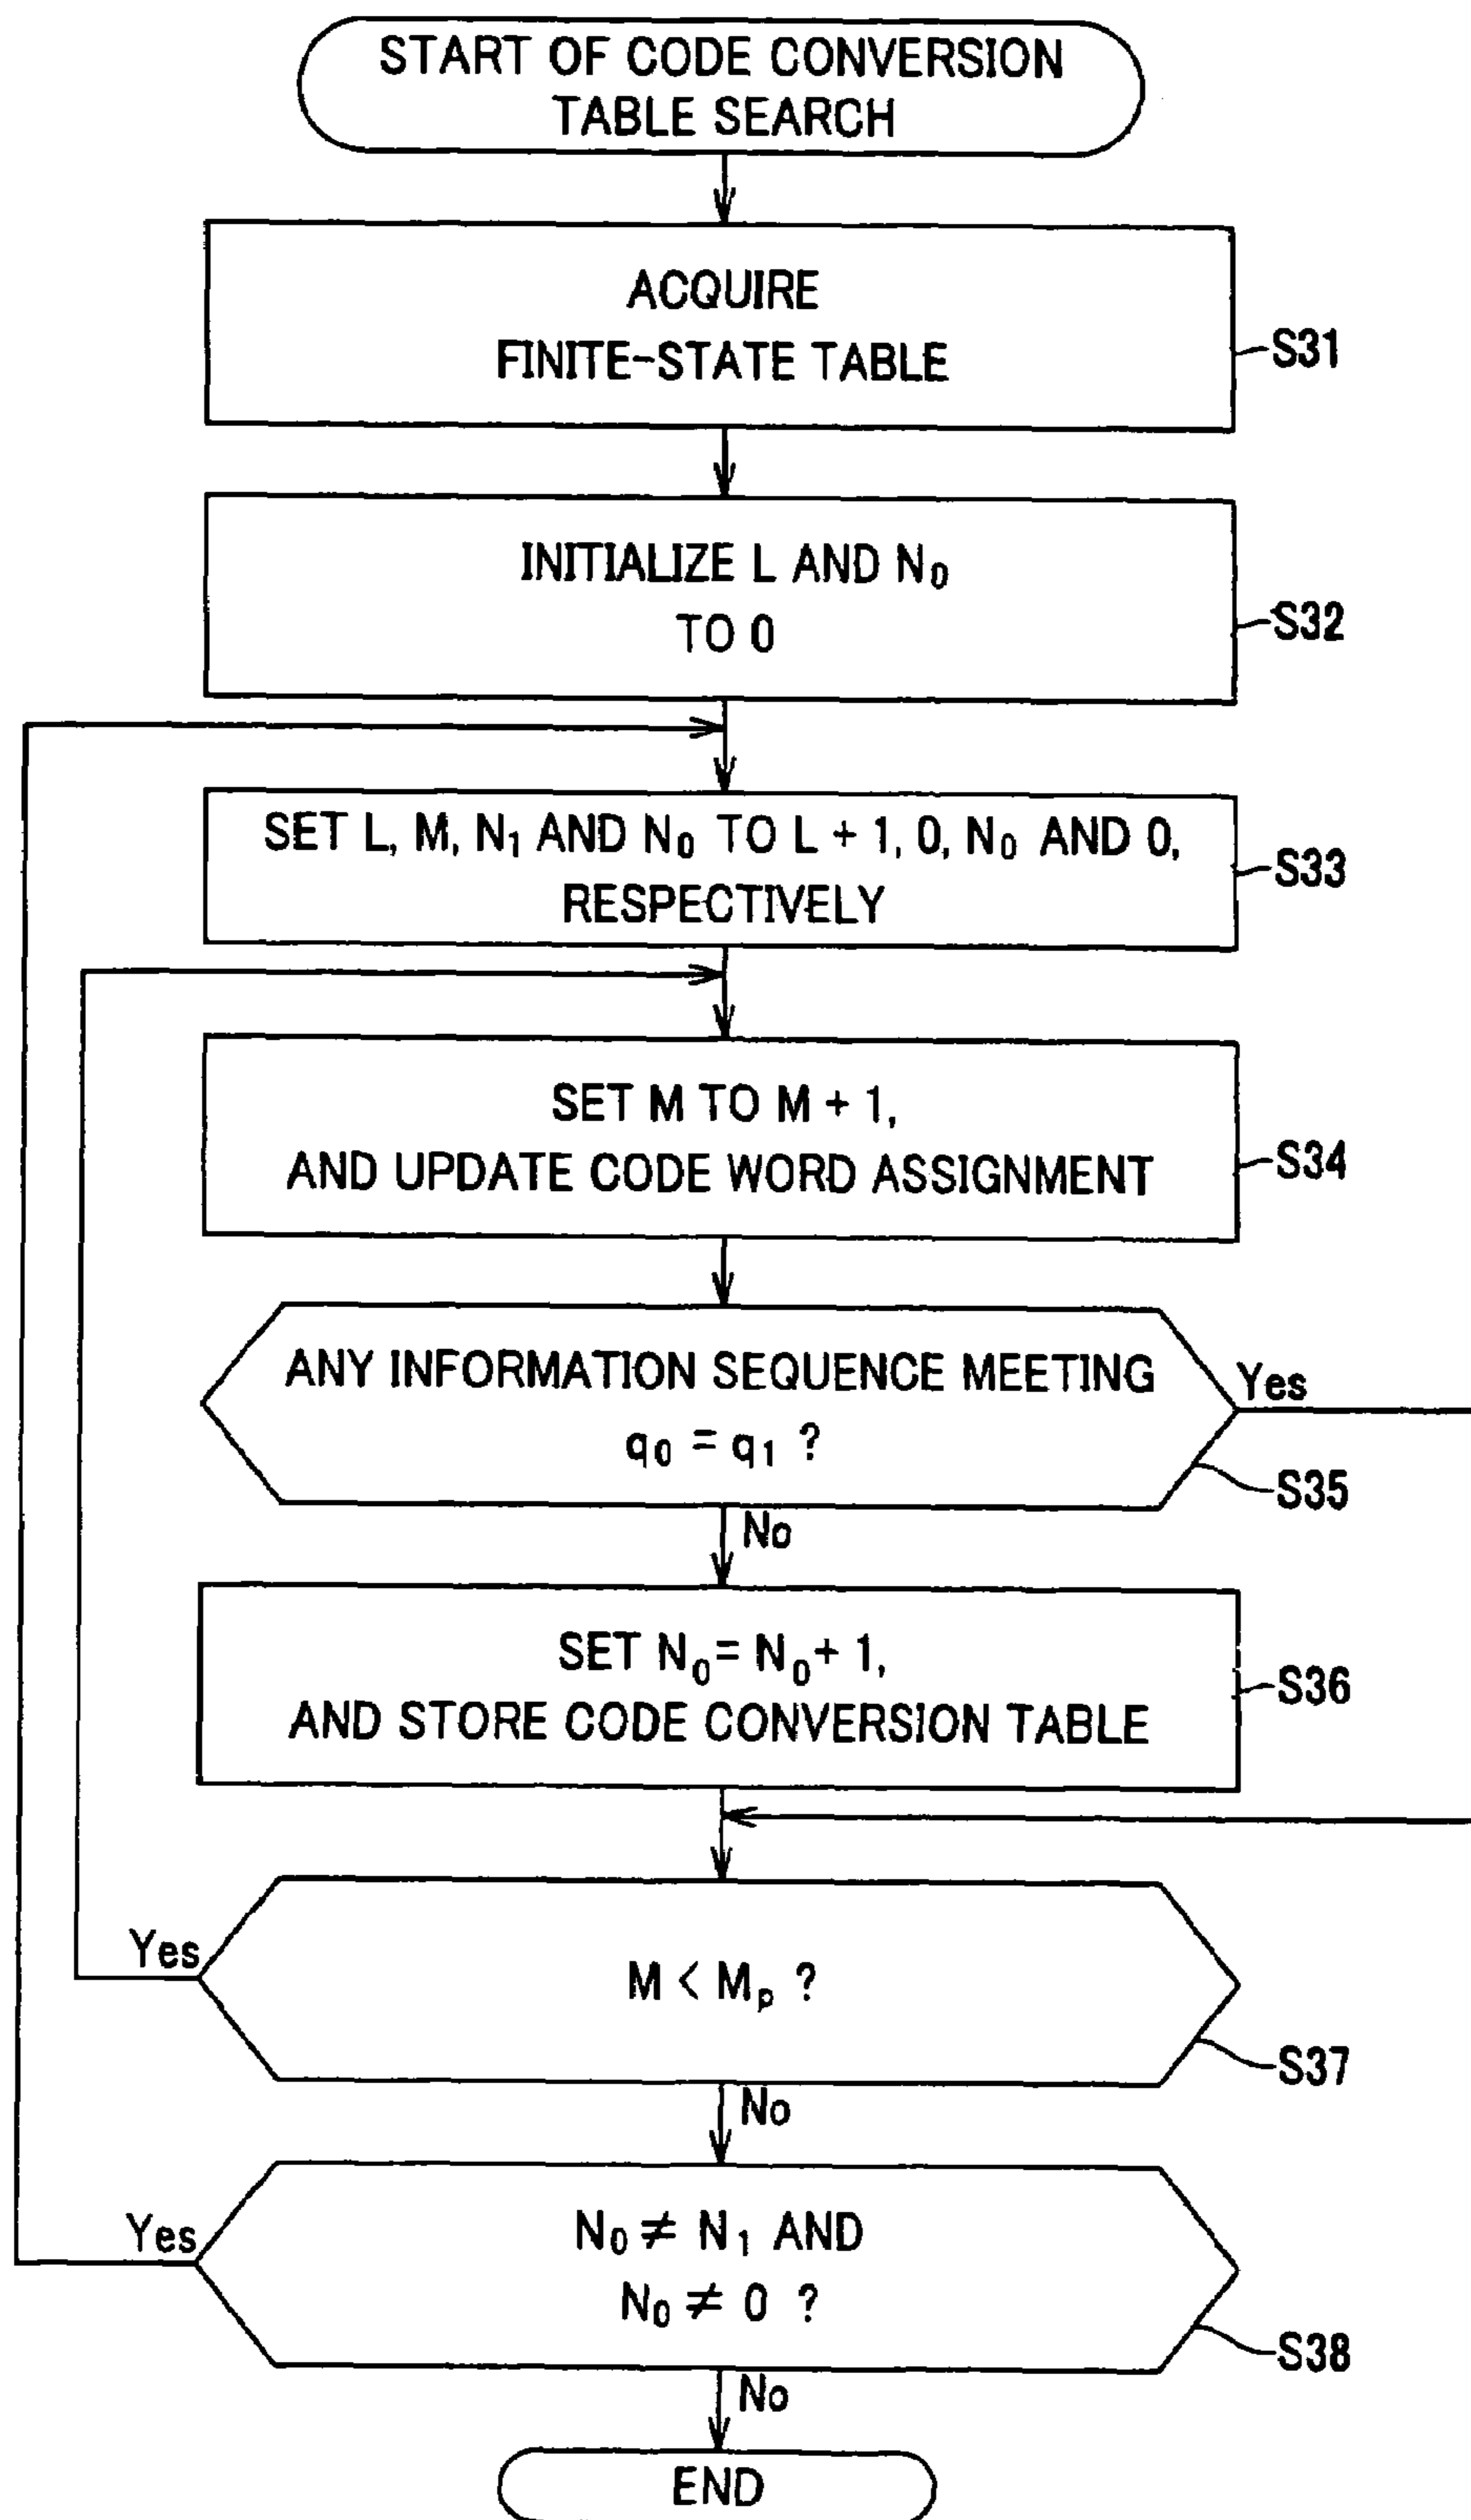 START OF CODE CONVERSION
TABLE SEARCH
ACQUIRE
FINITE-STATE TABLE
S31
INITIALIZE L AND N₀
TO 0
S32
SET L, M, N₁ AND N₀ TO L + 1, 0, N₀ AND 0,
RESPECTIVELY
S33
SET M TO M + 1,
AND UPDATE CODE WORD ASSIGNMENT
S34
ANY INFORMATION SEQUENCE MEETING
q₀ = q₁ ?
Yes
S35
No
SET N₀= N₀+ 1,
AND STORE CODE CONVERSION TABLE
S36
Yes
M < Mₚ ?
S37
No
Yes
N₀ ≠ N₁ AND
N₀ ≠ 0 ?
S38
No
END